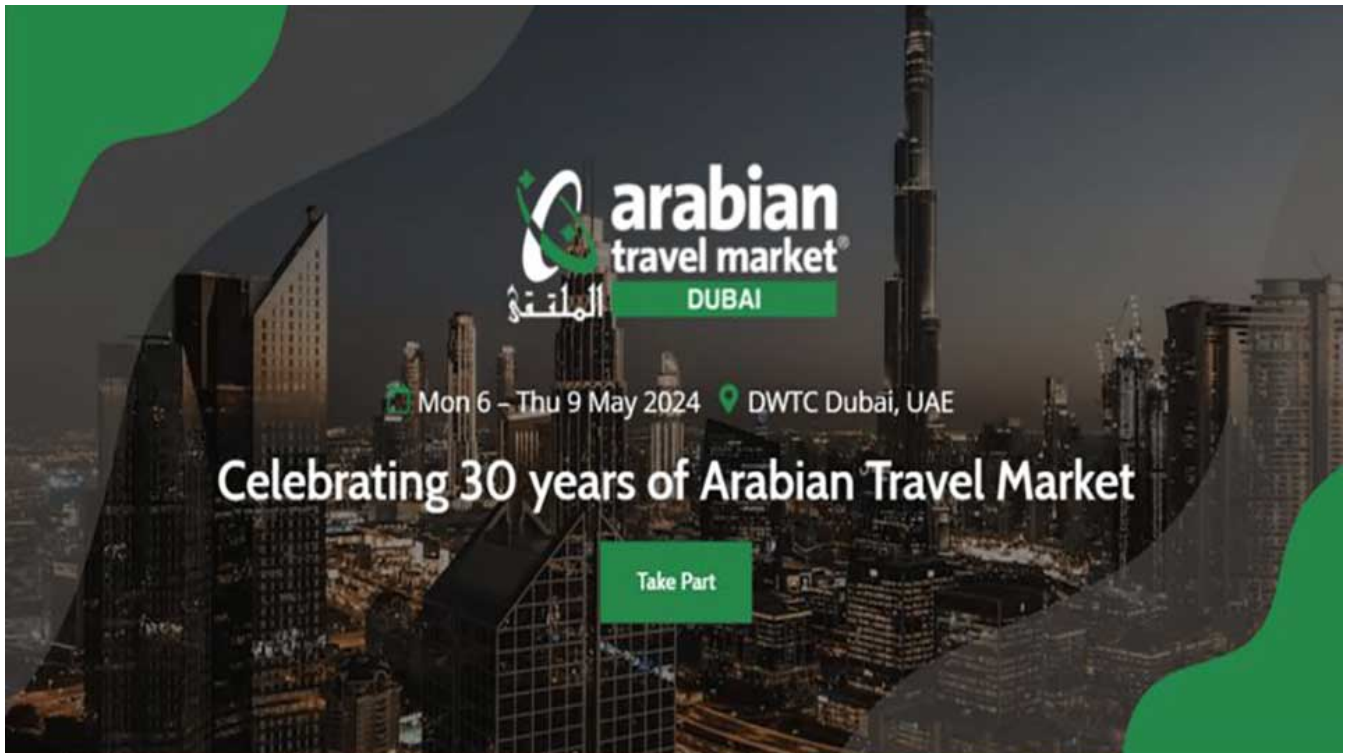 arabian
travel market®
الملتقى DUBAI
Mon 6 – Thu 9 May 2024 DWTC Dubai, UAE
Celebrating 30 years of Arabian Travel Market
Take Part